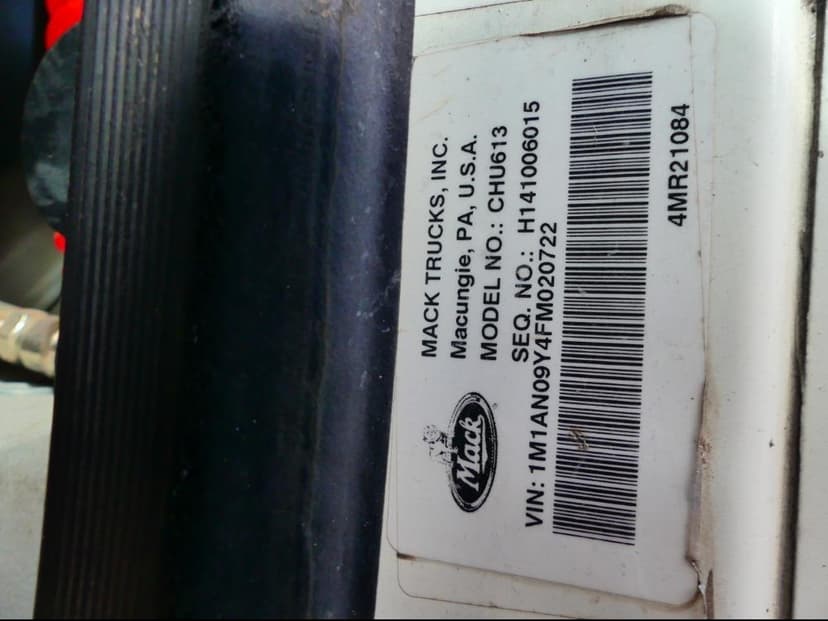 MACK TRUCKS, INC.
Macungie, PA, U.S.A.
MODEL NO.: CHU613
SEQ. NO.: H141006015
Mack
VIN: 1M1AN09Y4FM020722
4MR21084